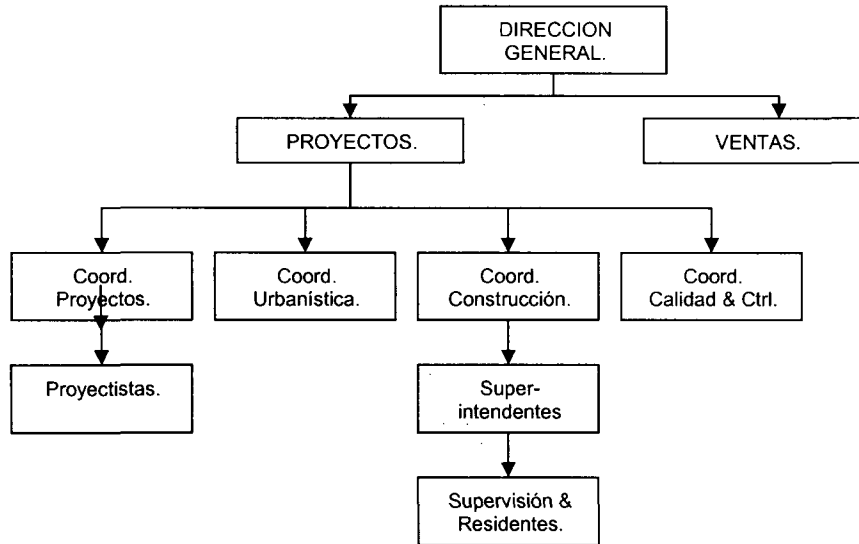 DIRECCION
GENERAL.
PROYECTOS.
VENTAS.
Coord.
Proyectos.
Coord.
Urbanística.
Coord.
Construcción.
Coord.
Calidad & Ctrl.
Proyectistas.
Super-
intendentes
Supervisión &
Residentes.